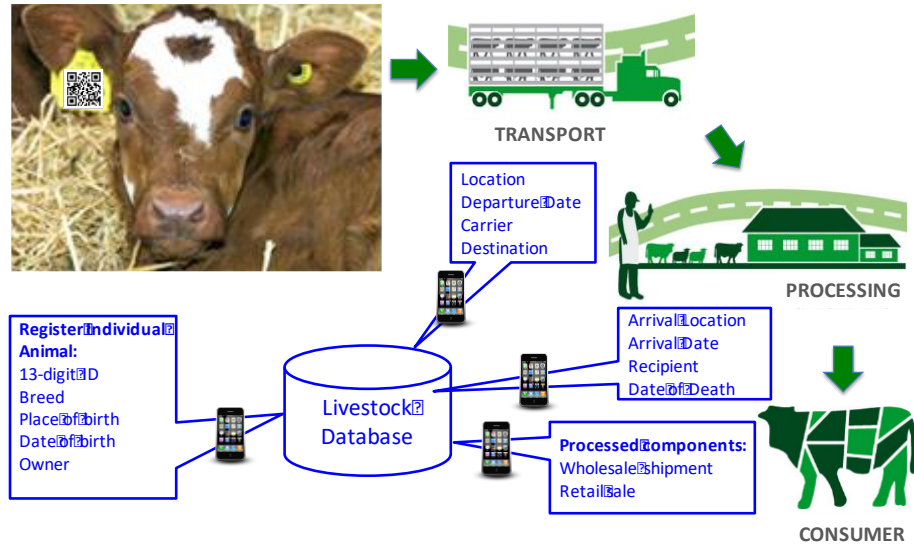 TRANSPORT
Location
Departure Date
Carrier
Destination
PROCESSING
Register Individual
Animal:
13-digit ID
Breed
Place of birth
Date of birth
Owner
Livestock
Database
Arrival Location
Arrival Date
Recipient
Date of Death
Processed components:
Wholesale shipment
Retail sale
CONSUMER